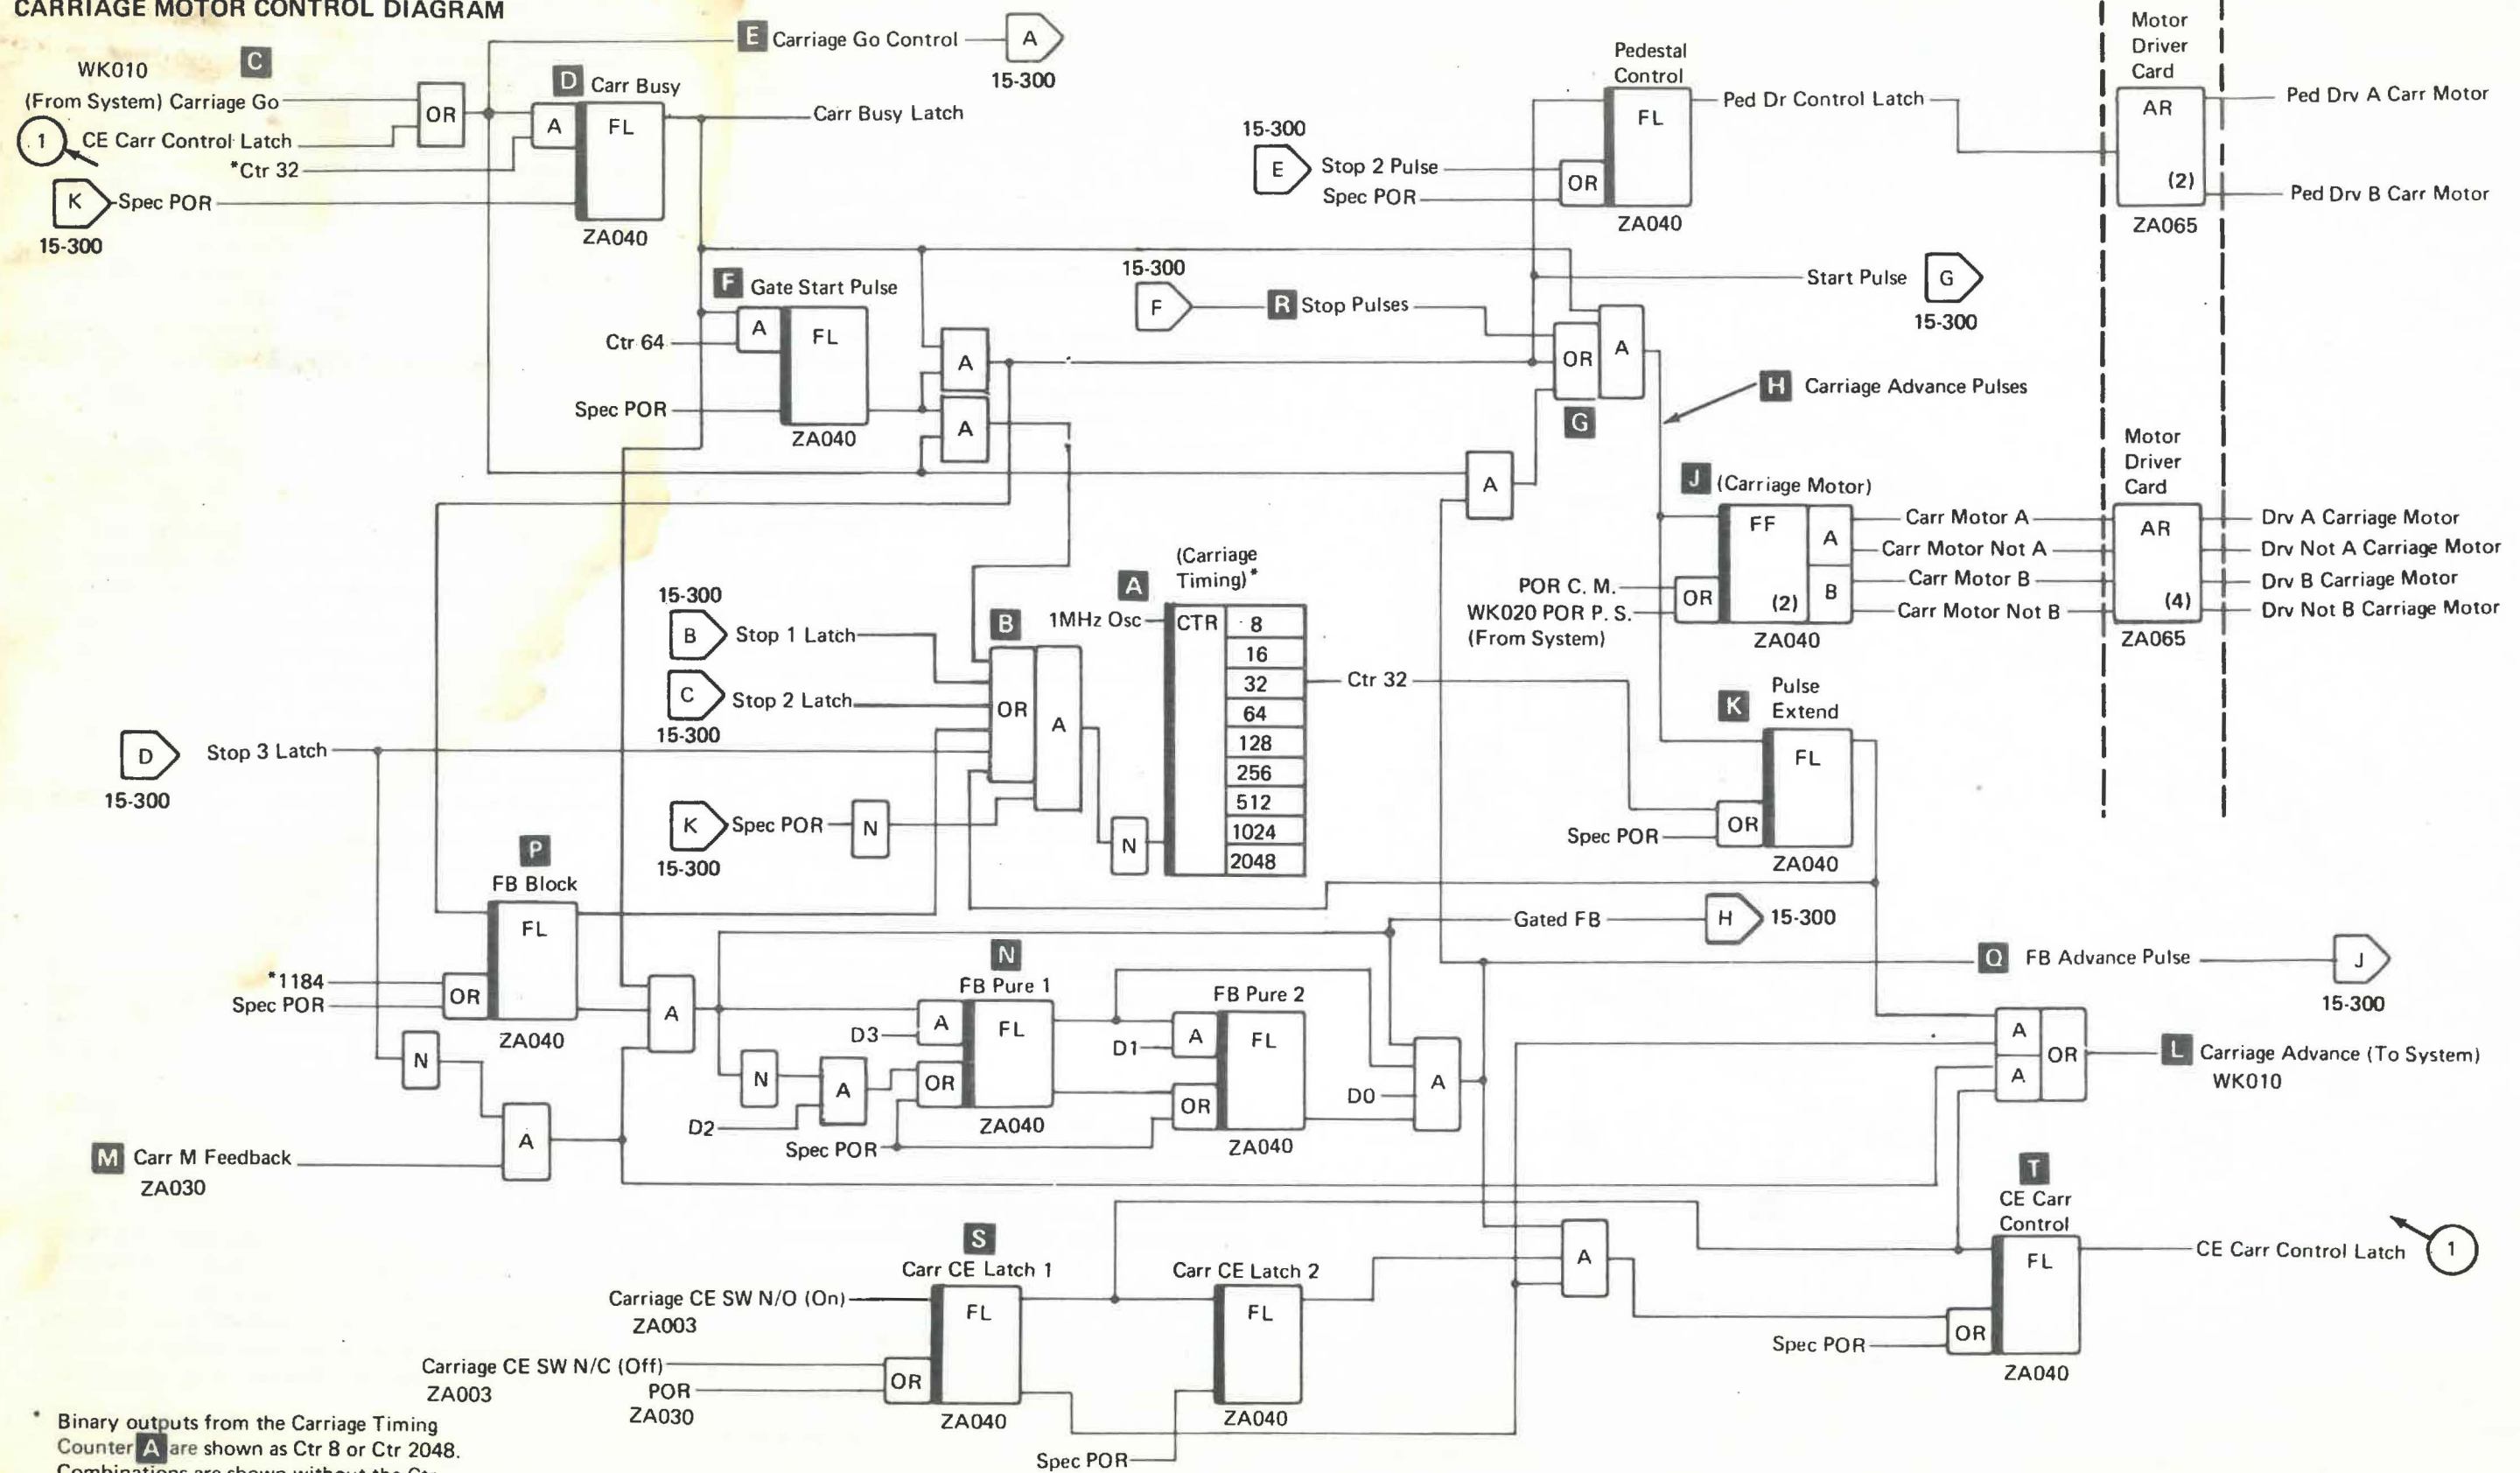 CARRIAGE MOTOR CONTROL DIAGRAM
C
WK010
(From System) Carriage Go
1
CE Carr Control Latch
*Ctr 32
K
Spec POR
15-300
OR
E Carriage Go Control
A
15-300
D Carr Busy
A
FL
ZA040
Carr Busy Latch
F Gate Start Pulse
Ctr 64
A
FL
Spec POR
ZA040
A
A
15-300
E
Stop 2 Pulse
Spec POR
OR
Pedestal
Control
FL
ZA040
Ped Dr Control Latch
Motor
Driver
Card
AR
(2)
ZA065
Ped Drv A Carr Motor
Ped Drv B Carr Motor
15-300
F
R Stop Pulses
Start Pulse
G
15-300
OR
A
G
H Carriage Advance Pulses
A
J (Carriage Motor)
FF
A
B
(2)
ZA040
POR C. M.
WK020 POR P. S.
(From System)
OR
Carr Motor A
Carr Motor Not A
Carr Motor B
Carr Motor Not B
Motor
Driver
Card
AR
(4)
ZA065
Drv A Carriage Motor
Drv Not A Carriage Motor
Drv B Carriage Motor
Drv Not B Carriage Motor
15-300
B
Stop 1 Latch
C
Stop 2 Latch
15-300
D
Stop 3 Latch
15-300
K
Spec POR
15-300
N
B
OR
A
N
A
(Carriage
Timing)*
1MHz Osc
CTR
8
16
32
64
128
256
512
1024
2048
Ctr 32
K
Pulse
Extend
FL
Spec POR
OR
ZA040
P
FB Block
FL
*1184
Spec POR
OR
ZA040
N
A
M Carr M Feedback
ZA030
A
N
FB Pure 1
D3
A
FL
N
A
OR
D2
Spec POR
ZA040
FB Pure 2
D1
A
FL
OR
ZA040
D0
A
Gated FB
H
15-300
Q FB Advance Pulse
J
15-300
A
A
OR
L Carriage Advance (To System)
WK010
S
Carr CE Latch 1
Carriage CE SW N/O (On)
ZA003
FL
Carriage CE SW N/C (Off)
ZA003
POR
ZA030
OR
ZA040
Carr CE Latch 2
FL
ZA040
Spec POR
A
T
CE Carr
Control
FL
Spec POR
OR
ZA040
CE Carr Control Latch
1
* Binary outputs from the Carriage Timing
Counter A are shown as Ctr 8 or Ctr 2048.
Combinations are shown without the Ctr